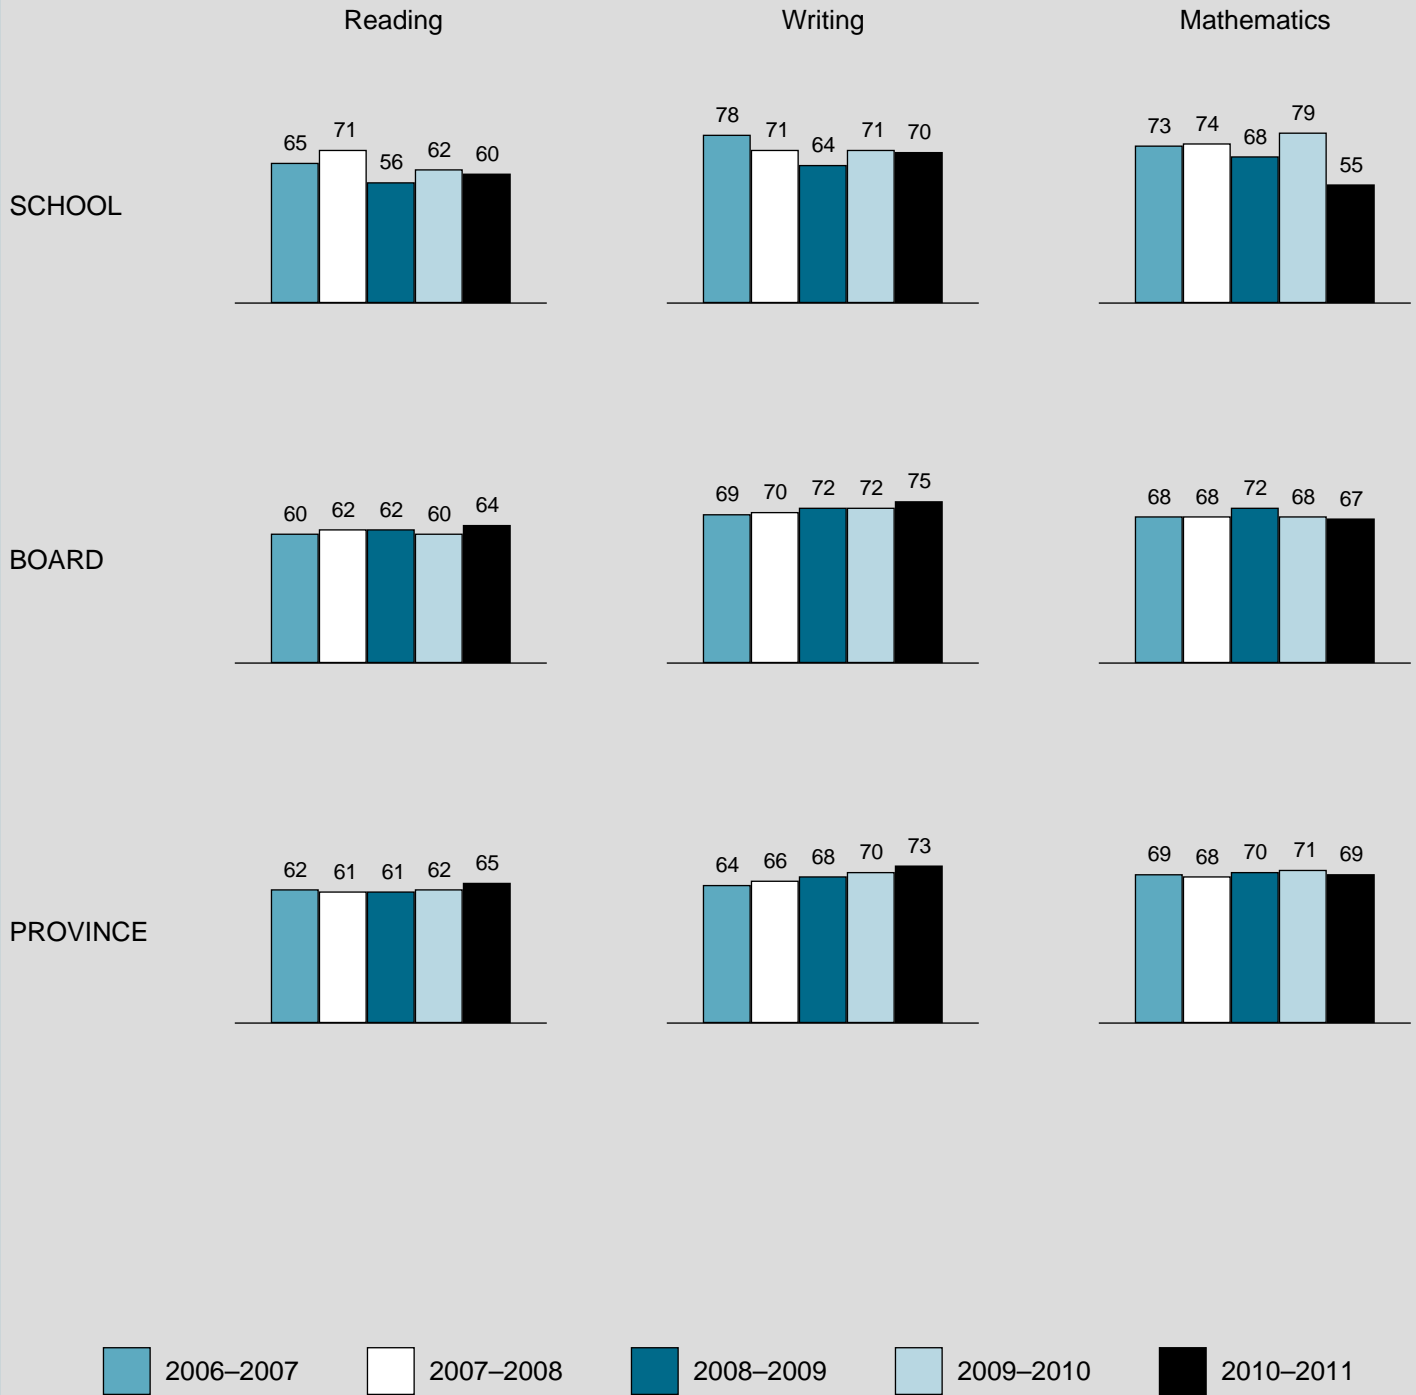 Reading Writing Mathematics
SCHOOL
65 71 56 62 60
78 71 64 71 70
73 74 68 79 55
BOARD
60 62 62 60 64
69 70 72 72 75
68 68 72 68 67
PROVINCE
62 61 61 62 65
64 66 68 70 73
69 68 70 71 69
2006–2007 2007–2008 2008–2009 2009–2010 2010–2011